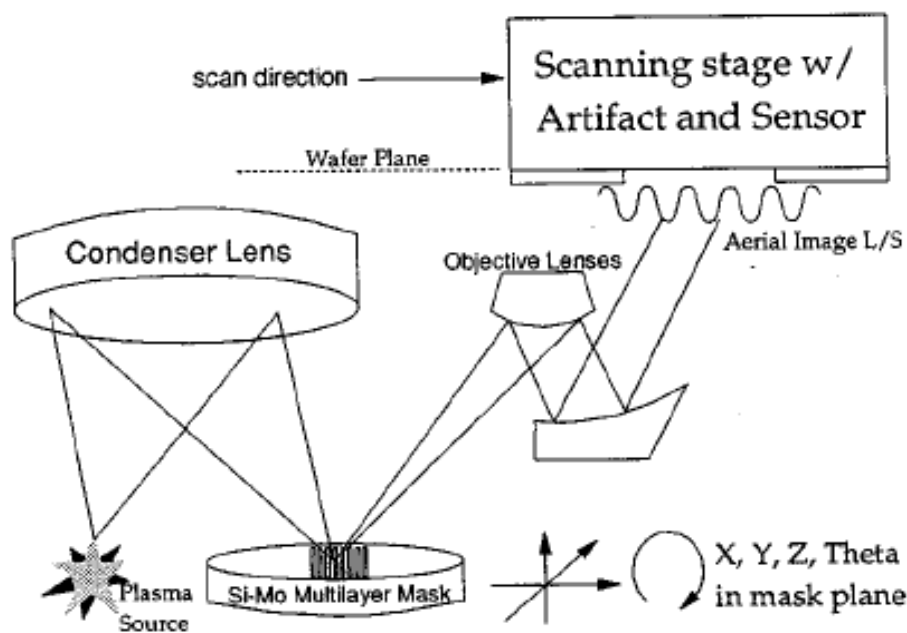 scan direction
Scanning stage w/
Artifact and Sensor
Wafer Plane
Condenser Lens
Objective Lenses
Aerial Image L/S
Plasma
Source
Si-Mo Multilayer Mask
X, Y, Z, Theta
in mask plane